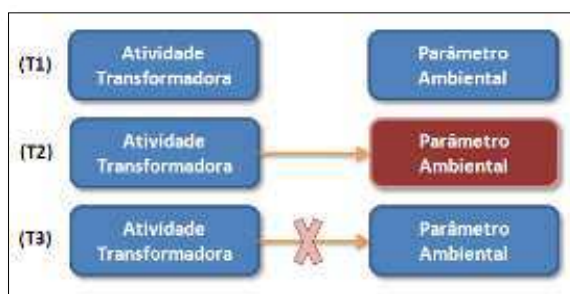 (T1)
Atividade
Transformadora
Parâmetro
Ambiental
(T2)
Atividade
Transformadora
Parâmetro
Ambiental
(T3)
Atividade
Transformadora
Parâmetro
Ambiental